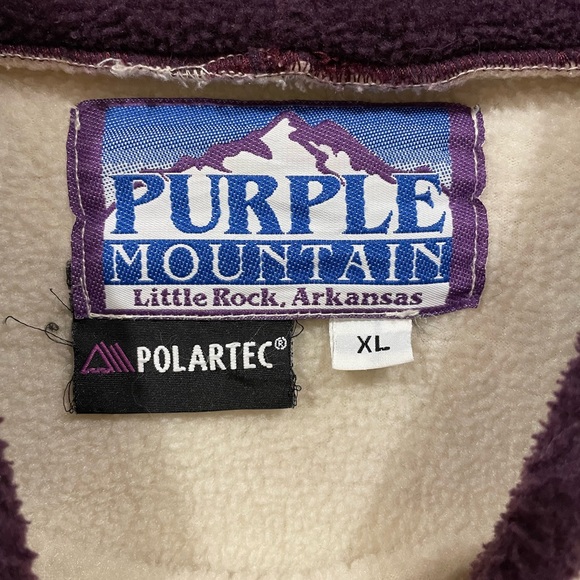 PURPLE
MOUNTAIN
Little Rock, Arkansas
POLARTEC®
XL